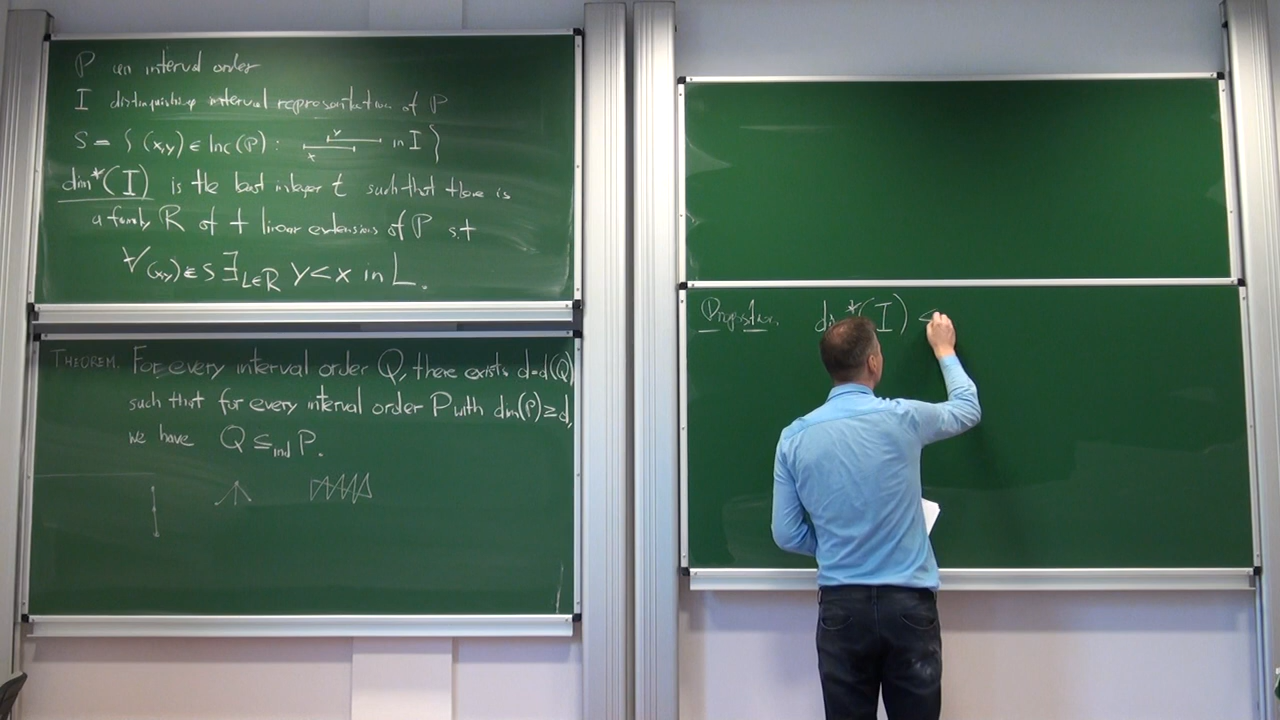 P an interval order
I distinguishing interval representation of P
S = { (x,y) ∈ Inc(P) : y x in I }
dim*(I) is the least integer t such that there is
a family R of t linear extensions of P s.t
∀(x,y)∈S ∃L∈R y<x in L.
THEOREM. For every interval order Q, there exists d=d(Q)
such that for every interval order P with dim(P) ≥ d,
we have Q ≤ind P.
Proposition dim*(I) ≤